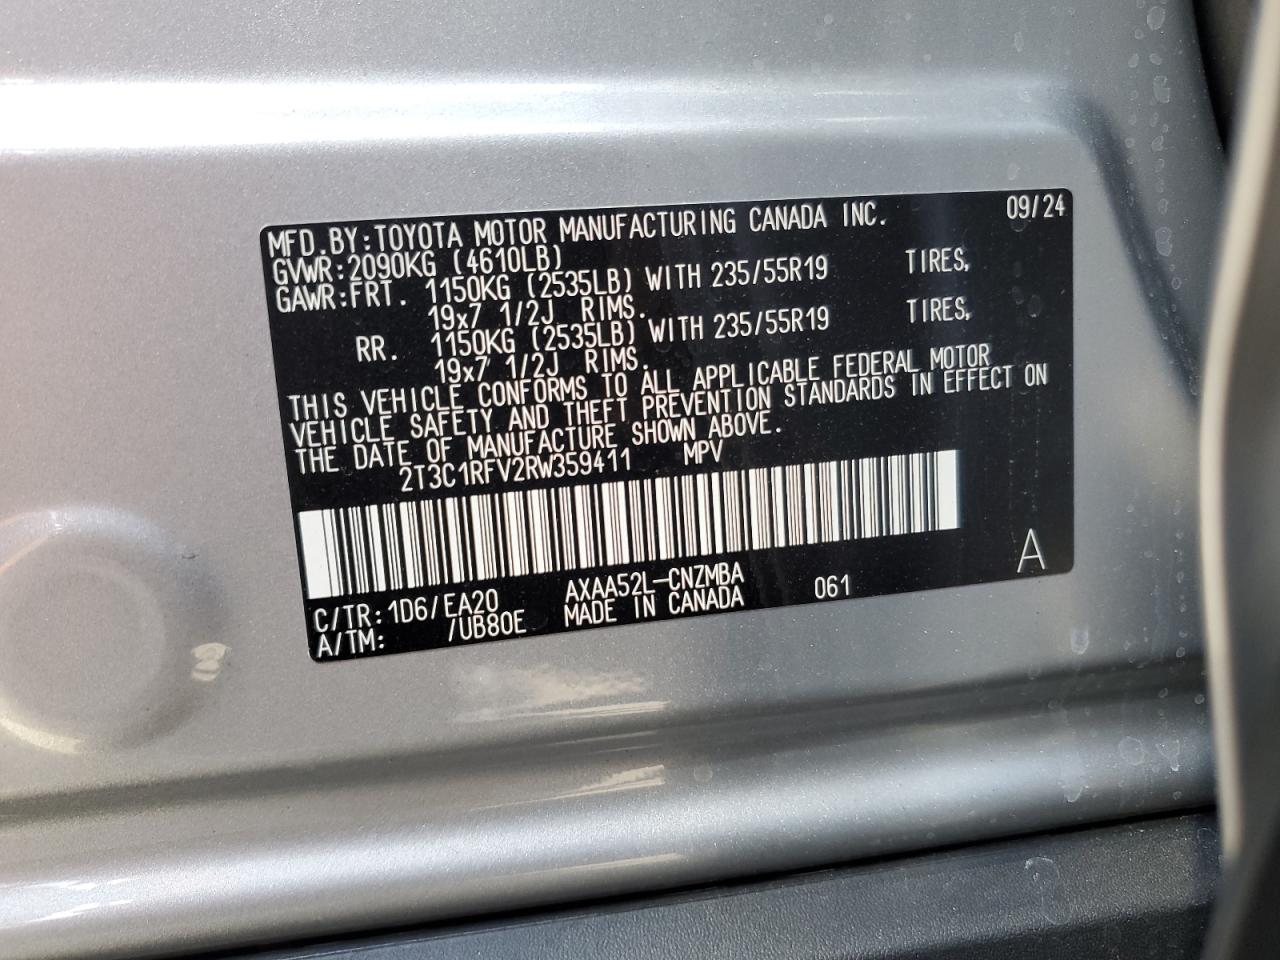 MFD.BY:TOYOTA MOTOR MANUFACTURING CANADA INC. 09/24
GVWR:2090KG (4610LB)
GAWR:FRT. 1150KG (2535LB) WITH 235/55R19 TIRES,
19x7 1/2J RIMS.
RR. 1150KG (2535LB) WITH 235/55R19 TIRES,
19x7 1/2J RIMS.
THIS VEHICLE CONFORMS TO ALL APPLICABLE FEDERAL MOTOR
VEHICLE SAFETY AND THEFT PREVENTION STANDARDS IN EFFECT ON
THE DATE OF MANUFACTURE SHOWN ABOVE.
2T3C1RFV2RW359411 MPV
A
C/TR:1D6/EA20 AXAA52L-CNZMBA 061
A/TM: /UB80E MADE IN CANADA